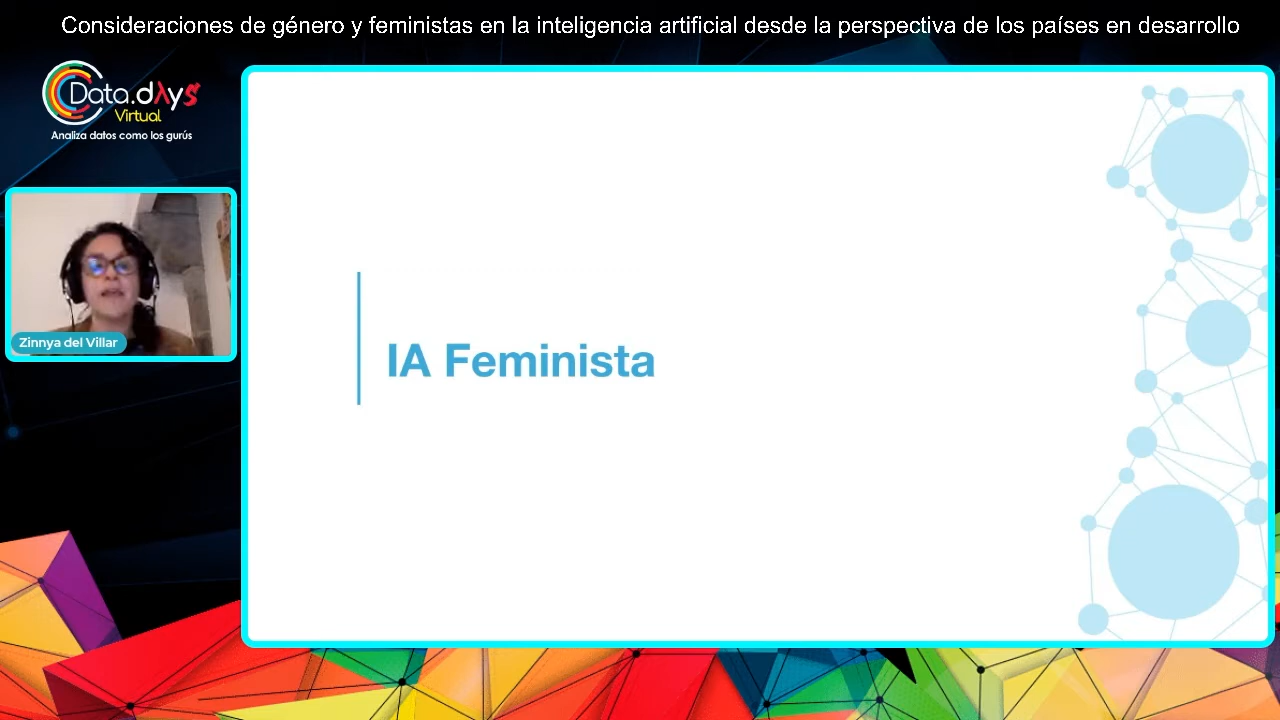 Consideraciones de género y feministas en la inteligencia artificial desde la perspectiva de los países en desarrollo
Data.dAys
Virtual
Analiza datos como los gurús
Zinnya del Villar
IA Feminista